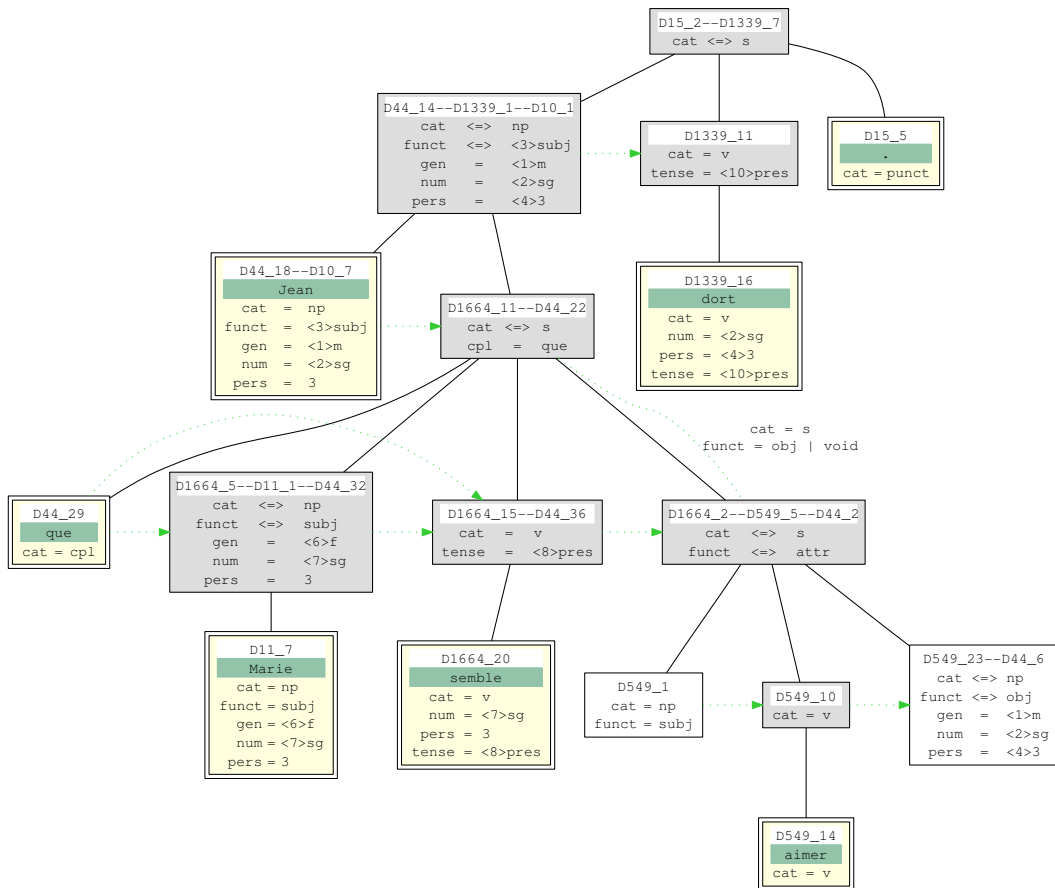 D15_2--D1339_7
cat <=> s
D44_14--D1339_1--D10_1
cat <=> np
funct <=> <3>subj
gen = <1>m
num = <2>sg
pers = <4>3
D1339_11
cat = v
tense = <10>pres
D15_5
.
cat = punct
D44_18--D10_7
Jean
cat = np
funct = <3>subj
gen = <1>m
num = <2>sg
pers = 3
D1664_11--D44_22
cat <=> s
cpl = que
D1339_16
dort
cat = v
num = <2>sg
pers = <4>3
tense = <10>pres
cat = s
funct = obj | void
D44_29
que
cat = cpl
D1664_5--D11_1--D44_32
cat <=> np
funct <=> subj
gen = <6>f
num = <7>sg
pers = 3
D1664_15--D44_36
cat = v
tense = <8>pres
D1664_2--D549_5--D44_2
cat <=> s
funct <=> attr
D11_7
Marie
cat = np
funct = subj
gen = <6>f
num = <7>sg
pers = 3
D1664_20
semble
cat = v
num = <7>sg
pers = 3
tense = <8>pres
D549_1
cat = np
funct = subj
D549_10
cat = v
D549_23--D44_6
cat <=> np
funct <=> obj
gen = <1>m
num = <2>sg
pers = <4>3
D549_14
aimer
cat = v